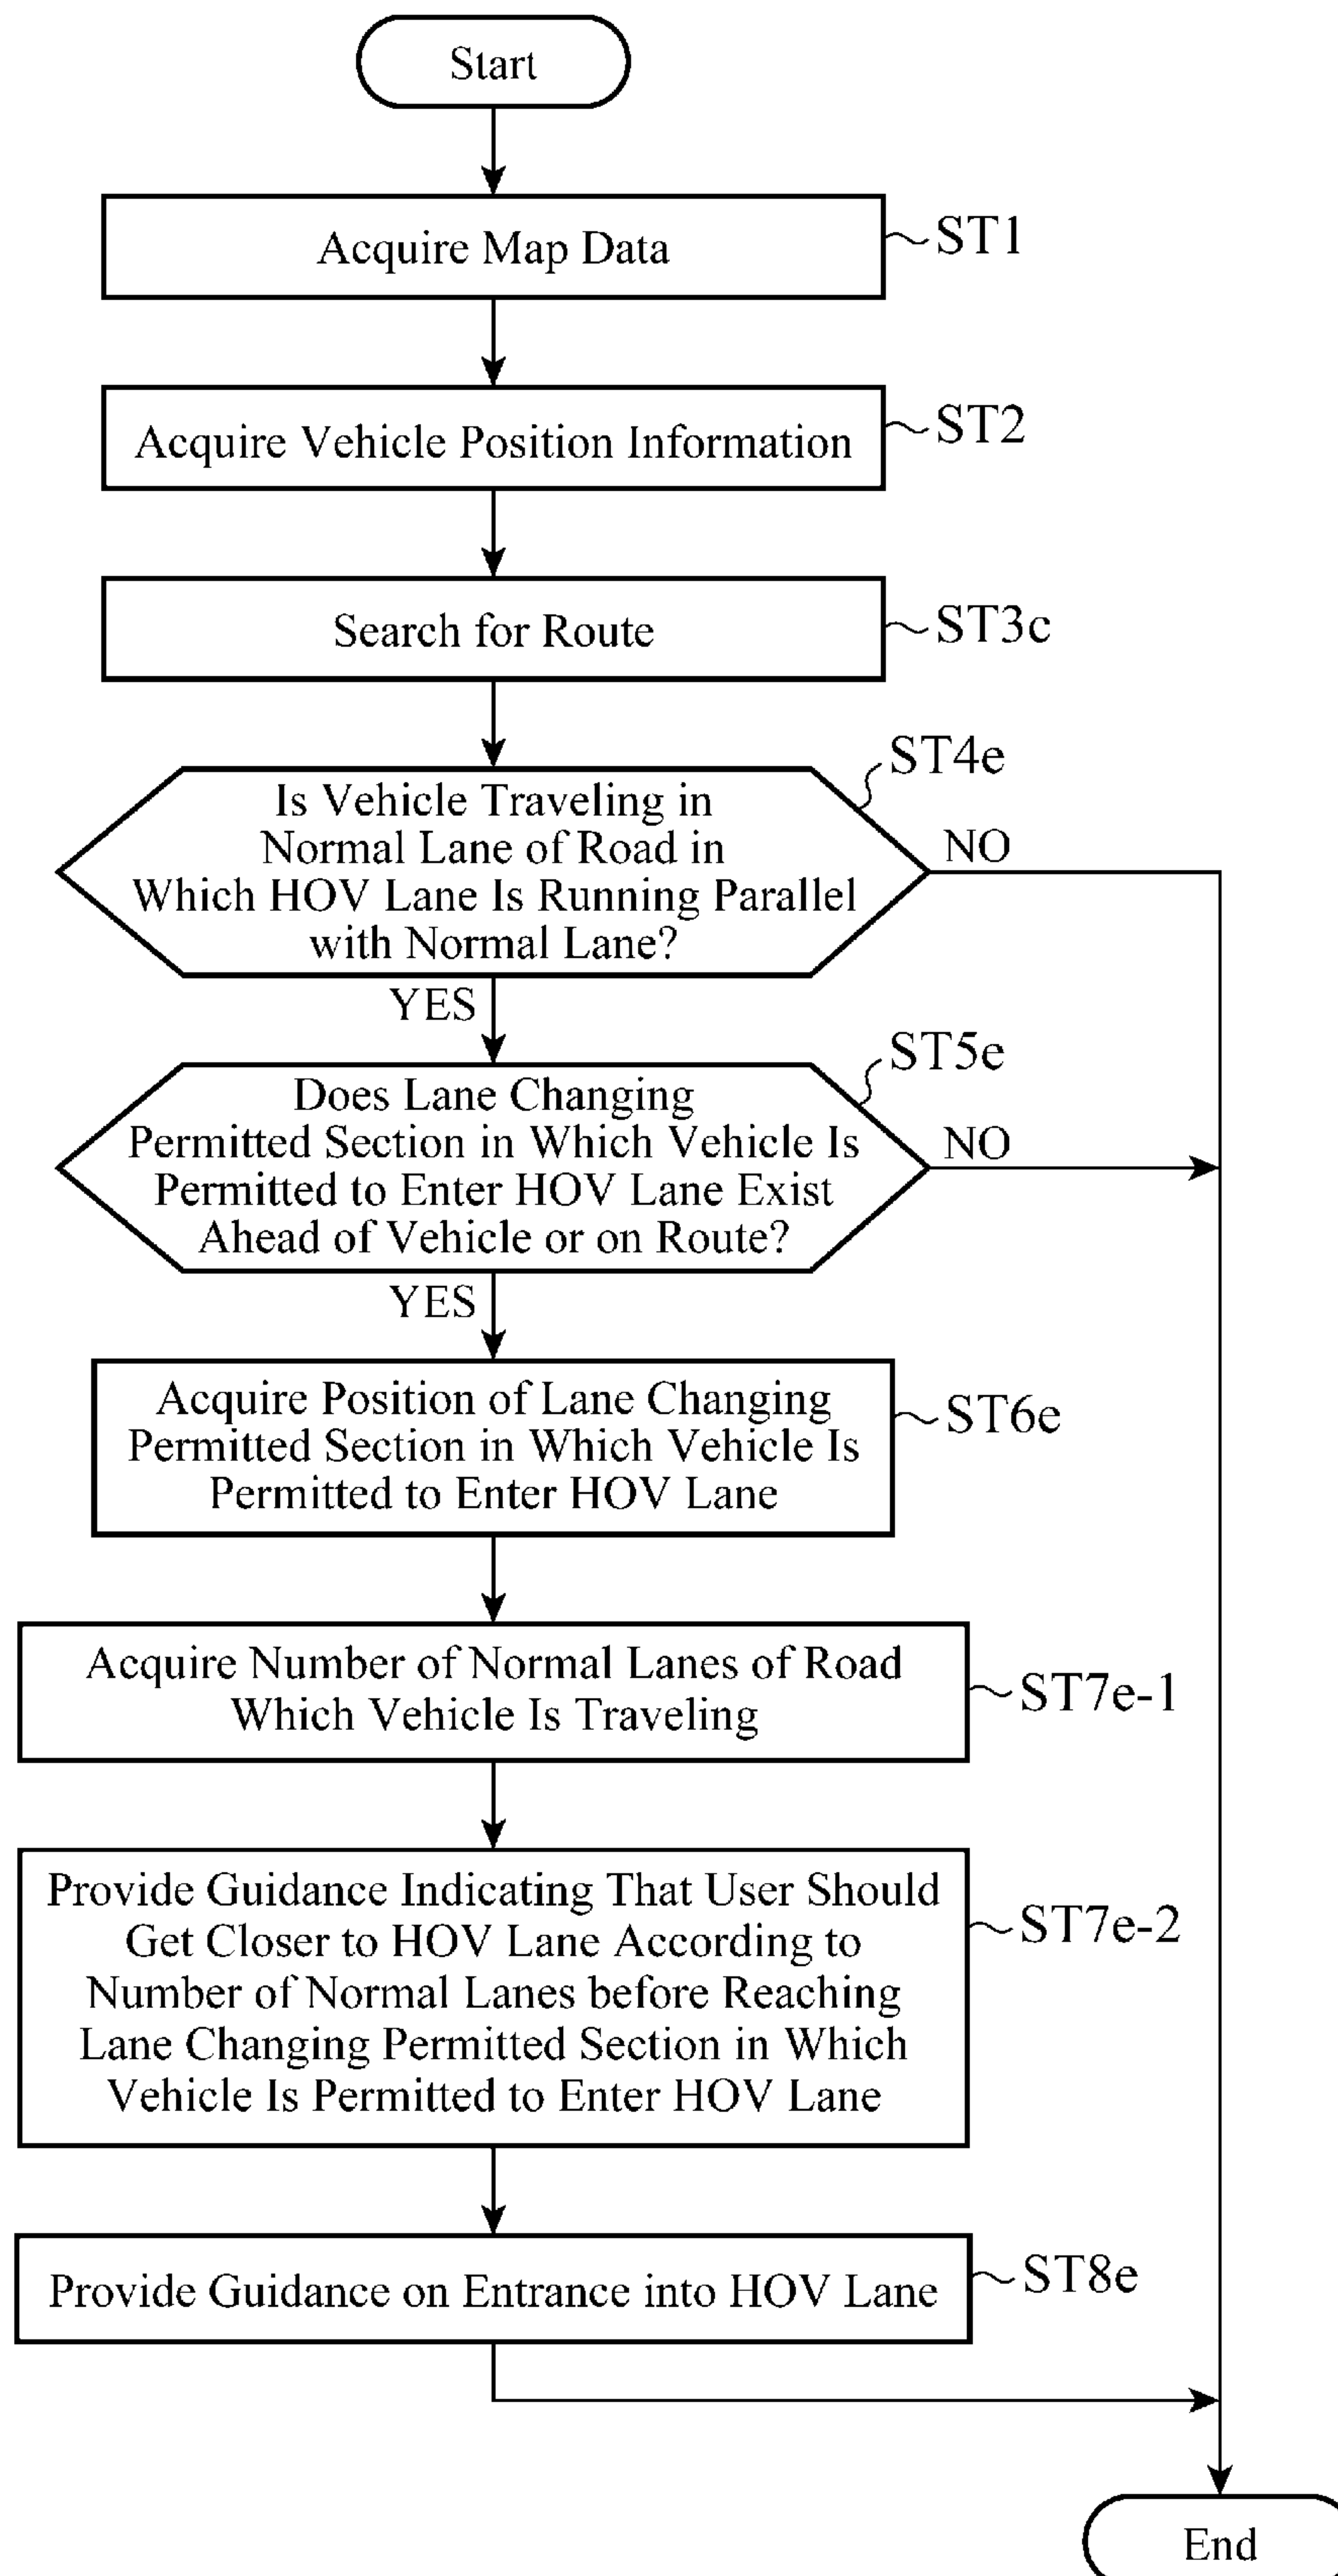 Start
Acquire Map Data
ST1
Acquire Vehicle Position Information
ST2
Search for Route
ST3c
ST4e
Is Vehicle Traveling in
Normal Lane of Road in
Which HOV Lane Is Running Parallel
with Normal Lane?
NO
YES
ST5e
Does Lane Changing
Permitted Section in Which Vehicle Is
Permitted to Enter HOV Lane Exist
Ahead of Vehicle or on Route?
NO
YES
Acquire Position of Lane Changing
Permitted Section in Which Vehicle Is
Permitted to Enter HOV Lane
ST6e
Acquire Number of Normal Lanes of Road
Which Vehicle Is Traveling
ST7e-1
Provide Guidance Indicating That User Should
Get Closer to HOV Lane According to
Number of Normal Lanes before Reaching
Lane Changing Permitted Section in Which
Vehicle Is Permitted to Enter HOV Lane
ST7e-2
Provide Guidance on Entrance into HOV Lane
ST8e
End